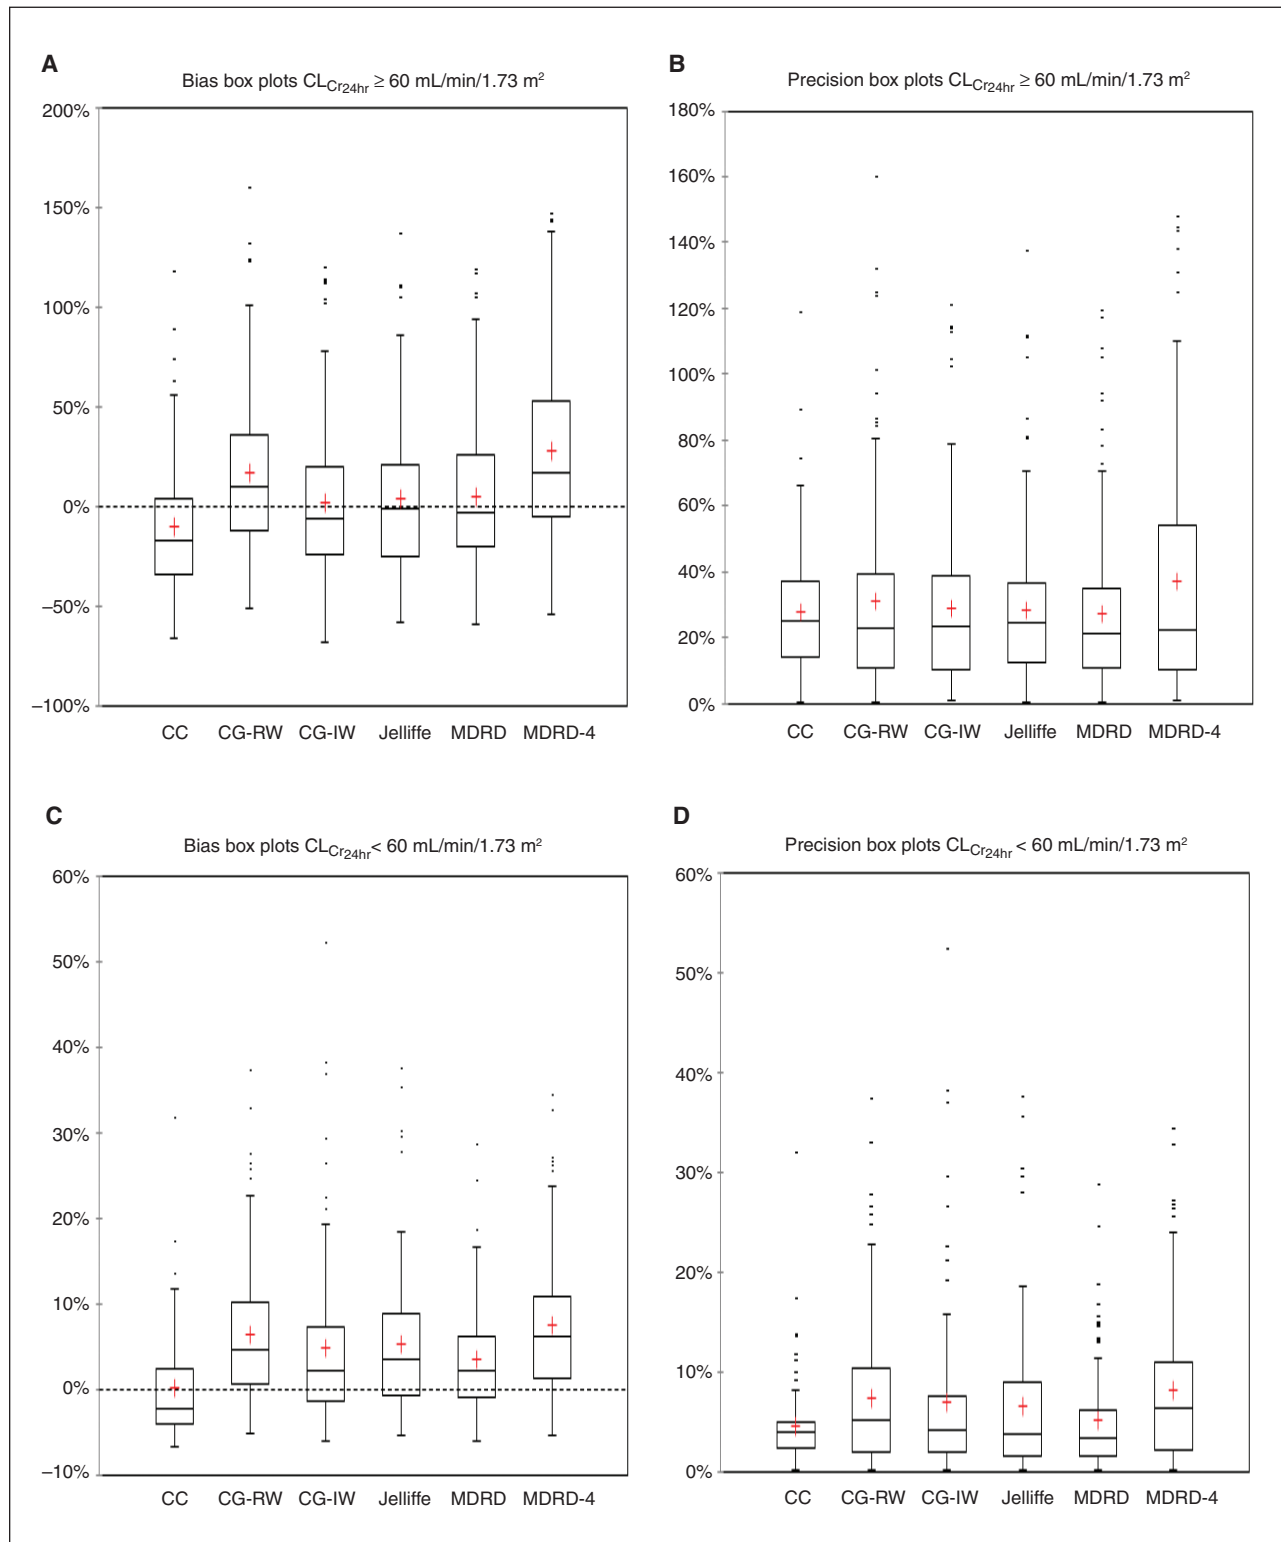 A
Bias box plots CLCr24hr ≥ 60 mL/min/1.73 m²
200%
150%
100%
50%
0%
–50%
–100%
CC CG-RW CG-IW Jelliffe MDRD MDRD-4
B
Precision box plots CLCr24hr ≥ 60 mL/min/1.73 m²
180%
160%
140%
120%
100%
80%
60%
40%
20%
0%
CC CG-RW CG-IW Jelliffe MDRD MDRD-4
C
Bias box plots CLCr24hr< 60 mL/min/1.73 m²
60%
50%
40%
30%
20%
10%
0%
–10%
CC CG-RW CG-IW Jelliffe MDRD MDRD-4
D
Precision box plots CLCr24hr < 60 mL/min/1.73 m²
60%
50%
40%
30%
20%
10%
0%
CC CG-RW CG-IW Jelliffe MDRD MDRD-4